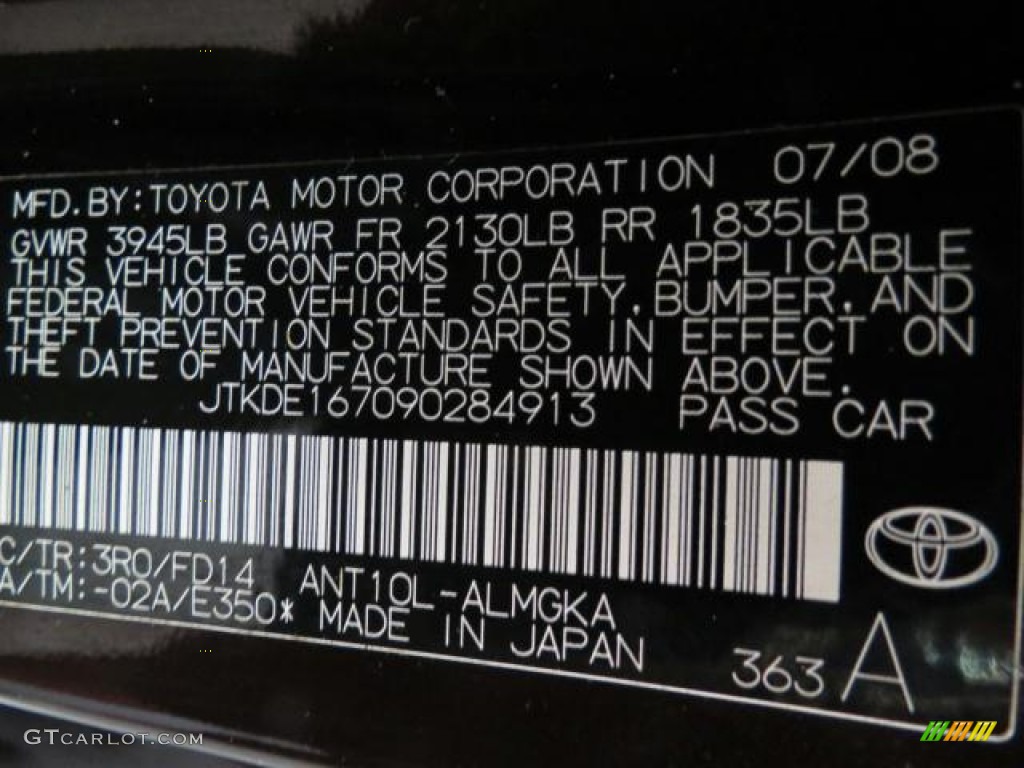 MFD. BY: TOYOTA MOTOR CORPORATION 07/08
GVWR 3945LB GAWR FR 2130LB RR 1835LB
THIS VEHICLE CONFORMS TO ALL APPLICABLE
FEDERAL MOTOR VEHICLE SAFETY, BUMPER, AND
THEFT PREVENTION STANDARDS IN EFFECT ON
THE DATE OF MANUFACTURE SHOWN ABOVE.
JTKDE167090284913 PASS CAR
C/TR: 3R0/FD14 ANT10L-ALMGKA
A/TM: -02A/E350* MADE IN JAPAN
363 A
GTCARLOT.COM